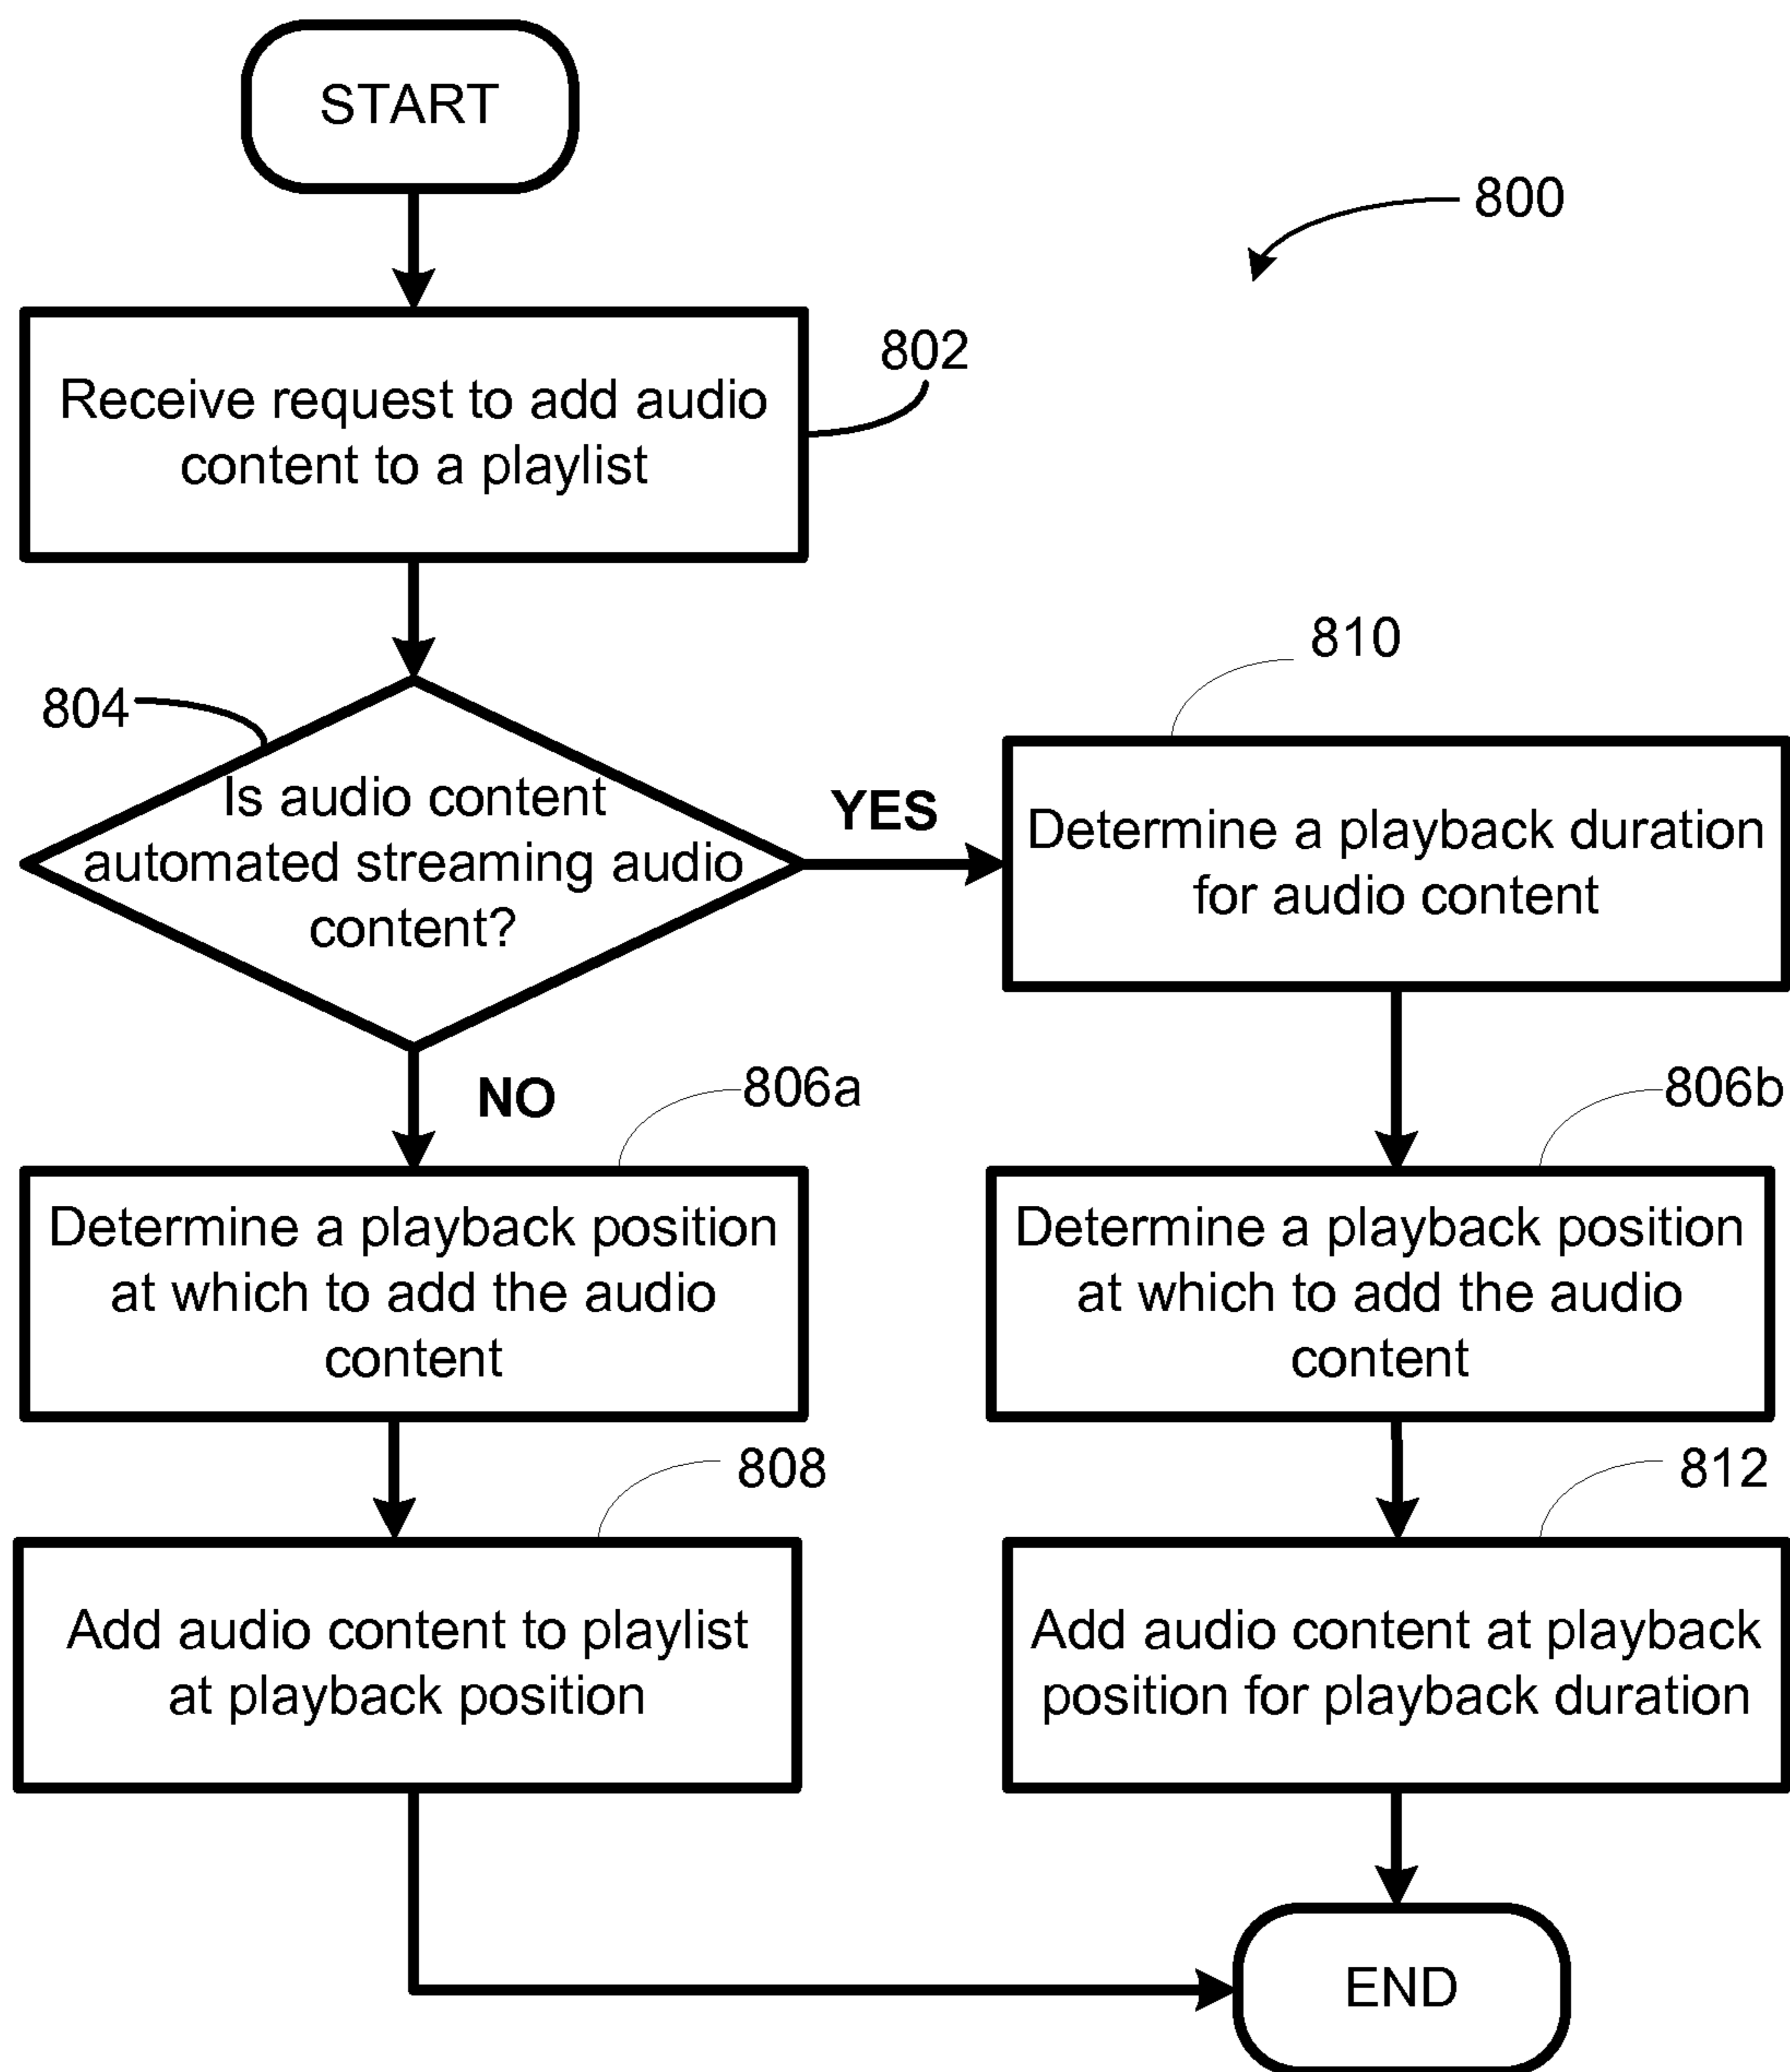 START
800
802
Receive request to add audio
content to a playlist
804
Is audio content
automated streaming audio
content?
YES
810
Determine a playback duration
for audio content
NO
806a
Determine a playback position
at which to add the audio
content
806b
Determine a playback position
at which to add the audio
content
808
Add audio content to playlist
at playback position
812
Add audio content at playback
position for playback duration
END